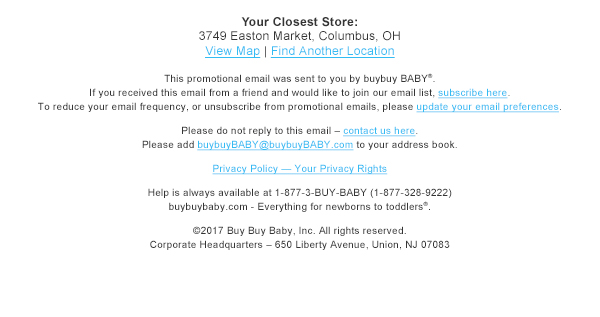 Your Closest Store:
3749 Easton Market, Columbus, OH
View Map | Find Another Location
This promotional email was sent to you by buybuy BABY®.
If you received this email from a friend and would like to join our email list, subscribe here.
To reduce your email frequency, or unsubscribe from promotional emails, please update your email preferences.
Please do not reply to this email – contact us here.
Please add buybuyBABY@buybuyBABY.com to your address book.
Privacy Policy — Your Privacy Rights
Help is always available at 1-877-3-BUY-BABY (1-877-328-9222)
buybuybaby.com - Everything for newborns to toddlers®.
©2017 Buy Buy Baby, Inc. All rights reserved.
Corporate Headquarters – 650 Liberty Avenue, Union, NJ 07083